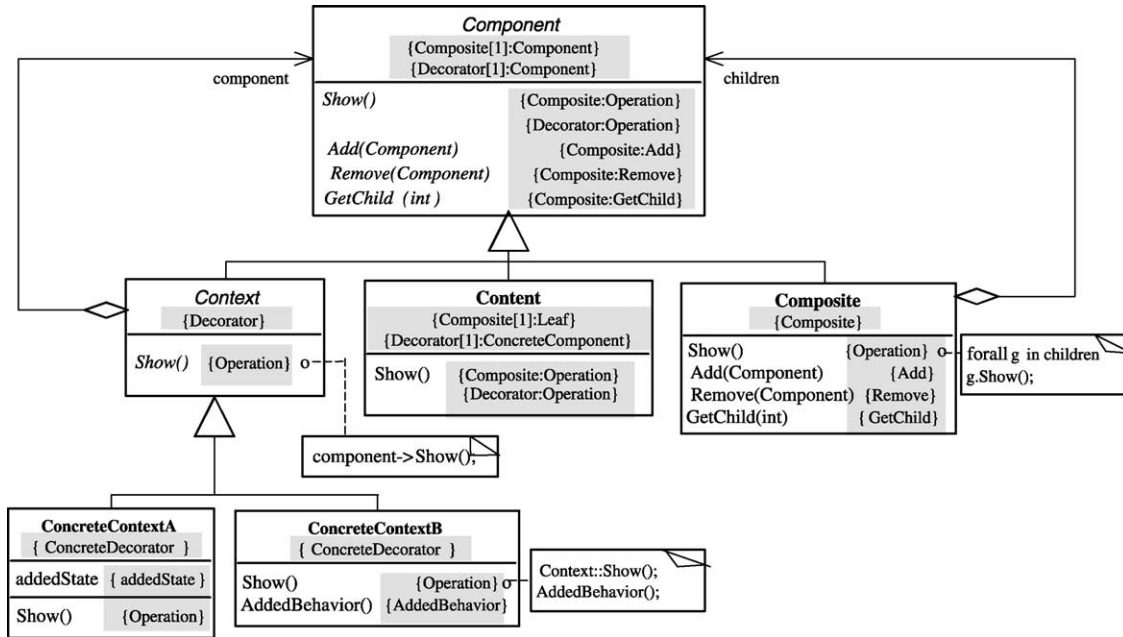 Component
{Composite[1]:Component}
{Decorator[1]:Component}
component
children
Show() {Composite:Operation}
{Decorator:Operation}
Add(Component) {Composite:Add}
Remove(Component) {Composite:Remove}
GetChild (int) {Composite:GetChild}
Context
{Decorator}
Show() {Operation} o
component->Show();
Content
{Composite[1]:Leaf}
{Decorator[1]:ConcreteComponent}
Show() {Composite:Operation}
{Decorator:Operation}
Composite
{Composite}
Show() {Operation} o
Add(Component) {Add}
Remove(Component) {Remove}
GetChild(int) { GetChild}
forall g in children
g.Show();
ConcreteContextA
{ ConcreteDecorator }
addedState { addedState }
Show() {Operation}
ConcreteContextB
{ ConcreteDecorator }
Show() {Operation} o
AddedBehavior() {AddedBehavior}
Context::Show();
AddedBehavior();